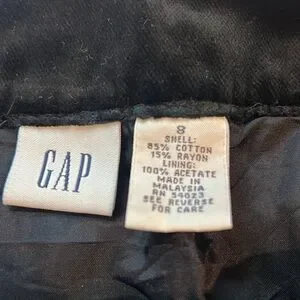 GAP
8
SHELL:
85% COTTON
15% RAYON
LINING:
100% ACETATE
MADE IN
MALAYSIA
RN 54023
SEE REVERSE
FOR CARE